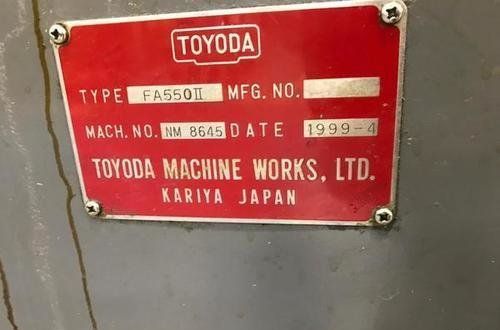 TOYODA
TYPE FA550II MFG. NO.
MACH. NO. NM 8645 DATE 1999-4
TOYODA MACHINE WORKS, LTD.
KARIYA JAPAN